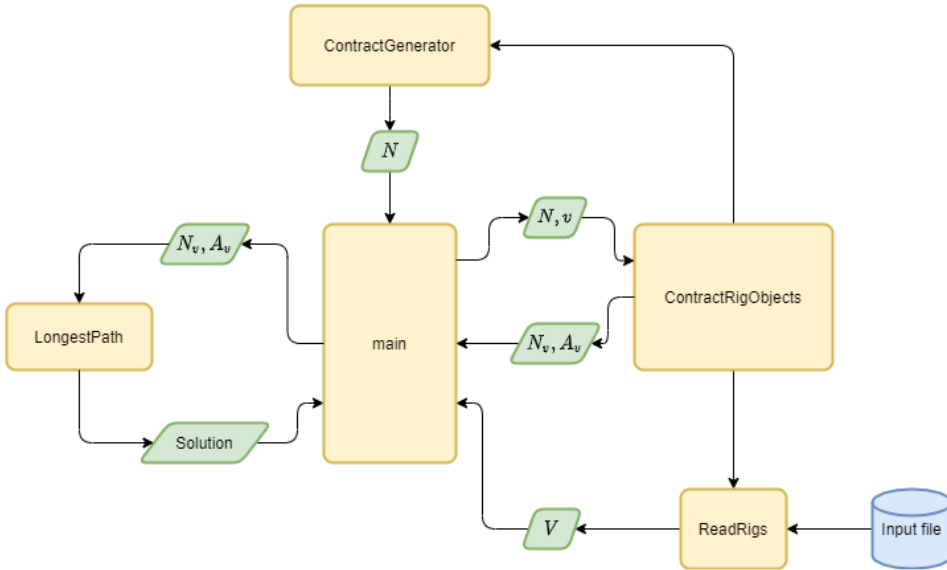 ContractGenerator
N
N, v
N_v, A_v
ContractRigObjects
LongestPath
main
N_v, A_v
Solution
V
ReadRigs
Input file